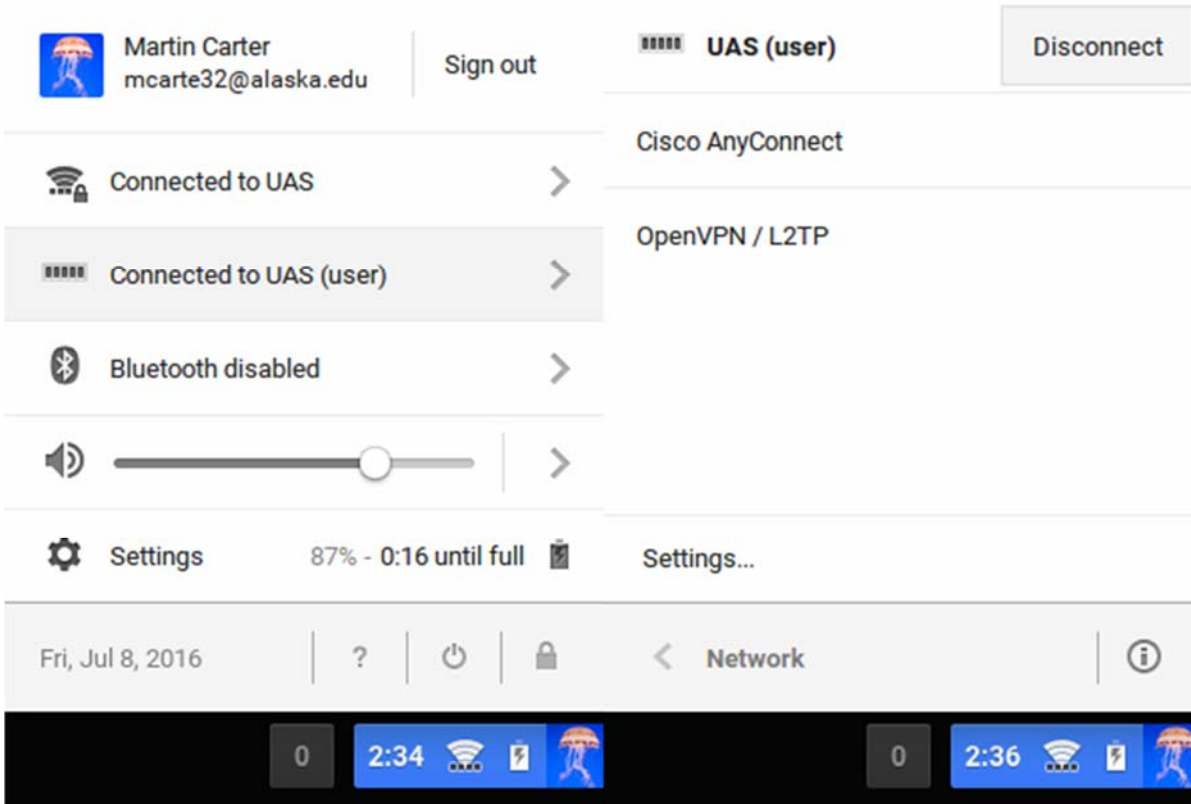 Martin Carter
mcarte32@alaska.edu
Sign out
Connected to UAS
Connected to UAS (user)
Bluetooth disabled
Settings 87% - 0:16 until full
Fri, Jul 8, 2016 ?
0 2:34
UAS (user) Disconnect
Cisco AnyConnect
OpenVPN / L2TP
Settings...
Network
0 2:36